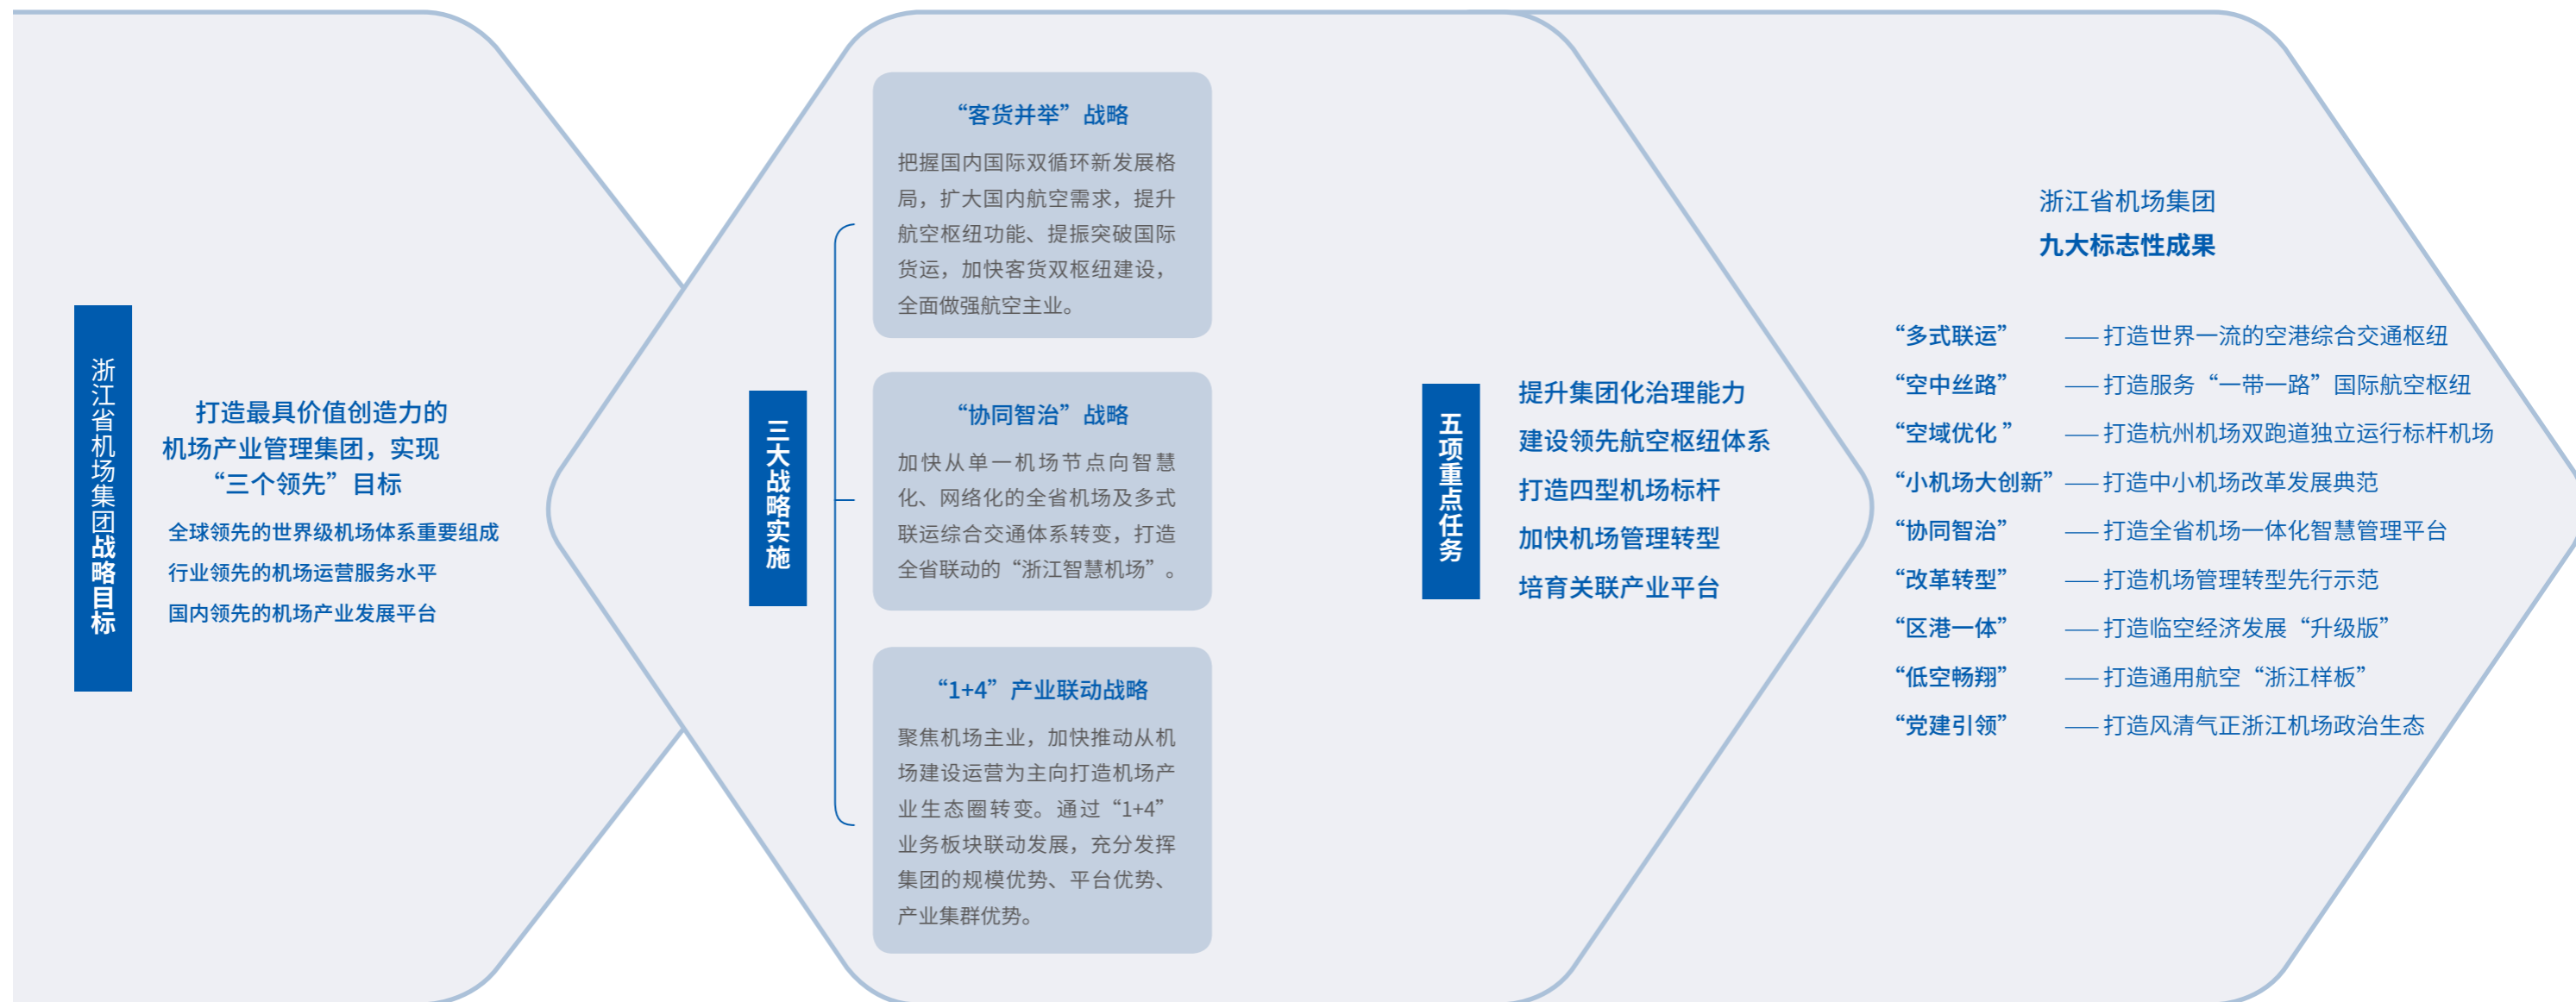 浙江省机场集团战略目标
打造最具价值创造力的
机场产业管理集团，实现
“三个领先”目标
全球领先的世界级机场体系重要组成
行业领先的机场运营服务水平
国内领先的机场产业发展平台
三大战略实施
“客货并举”战略
把握国内国际双循环新发展格
局，扩大国内航空需求，提升
航空枢纽功能、提振突破国际
货运，加快客货双枢纽建设，
全面做强航空主业。
“协同智治”战略
加快从单一机场节点向智慧
化、网络化的全省机场及多式
联运综合交通体系转变，打造
全省联动的“浙江智慧机场”。
“1+4”产业联动战略
聚焦机场主业，加快推动从机
场建设运营为主向打造机场产
业生态圈转变。通过“1+4”
业务板块联动发展，充分发挥
集团的规模优势、平台优势、
产业集群优势。
五项重点任务
提升集团化治理能力
建设领先航空枢纽体系
打造四型机场标杆
加快机场管理转型
培育关联产业平台
浙江省机场集团
九大标志性成果
“多式联运” —— 打造世界一流的空港综合交通枢纽
“空中丝路” —— 打造服务“一带一路”国际航空枢纽
“空域优化 ” —— 打造杭州机场双跑道独立运行标杆机场
“小机场大创新” —— 打造中小机场改革发展典范
“协同智治” —— 打造全省机场一体化智慧管理平台
“改革转型” —— 打造机场管理转型先行示范
“区港一体” —— 打造临空经济发展“升级版”
“低空畅翔” —— 打造通用航空“浙江样板”
“党建引领” —— 打造风清气正浙江机场政治生态